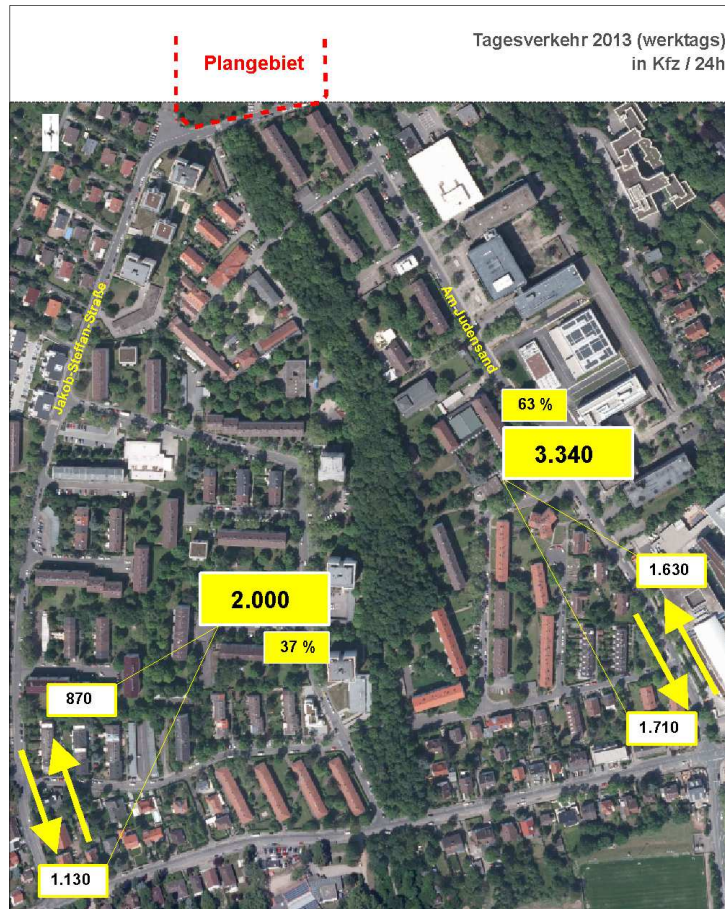 Tagesverkehr 2013 (werktags)
in Kfz / 24h
Plangebiet
Jakob-Steffan-Straße
Am Judensand
63 %
3.340
1.630
2.000
37 %
870
1.710
1.130